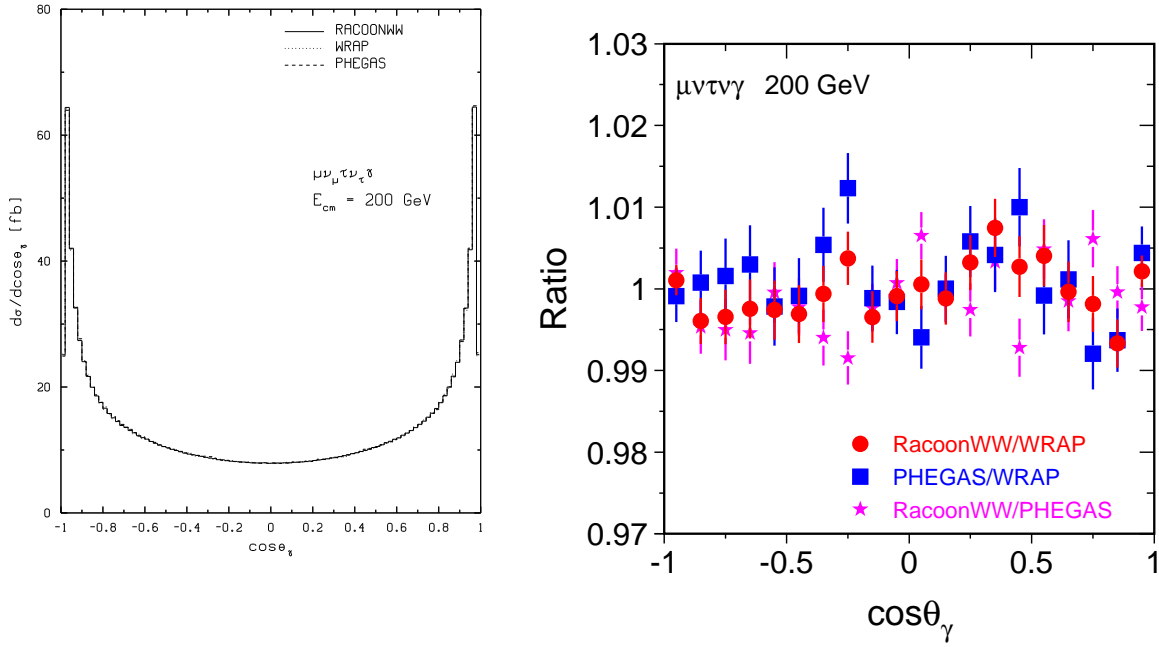 80
60
40
20
0
dσ/dcosθᵧ [fb]
RACOONWW
WRAP
PHEGAS
μν_μτν_τγ
E_cm = 200 GeV
-1 -0.8 -0.6 -0.4 -0.2 0 0.2 0.4 0.6 0.8 1
cosθᵧ
1.03
1.02
1.01
1
0.99
0.98
0.97
Ratio
μντνγ 200 GeV
RacoonWW/WRAP
PHEGAS/WRAP
RacoonWW/PHEGAS
-1 -0.5 0 0.5 1
cosθᵧ